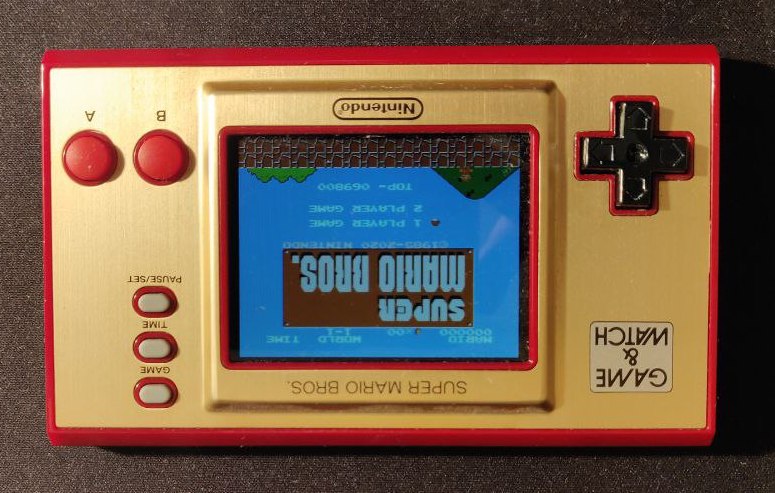 GAME
&
WATCH
SUPER MARIO BROS.
MARIO WORLD TIME
000000 ×00 1-1
SUPER
MARIO BROS.
©1985-2020 NINTENDO
1 PLAYER GAME
2 PLAYER GAME
TOP- 069800
Nintendo®
GAME
TIME
PAUSE/SET
B A